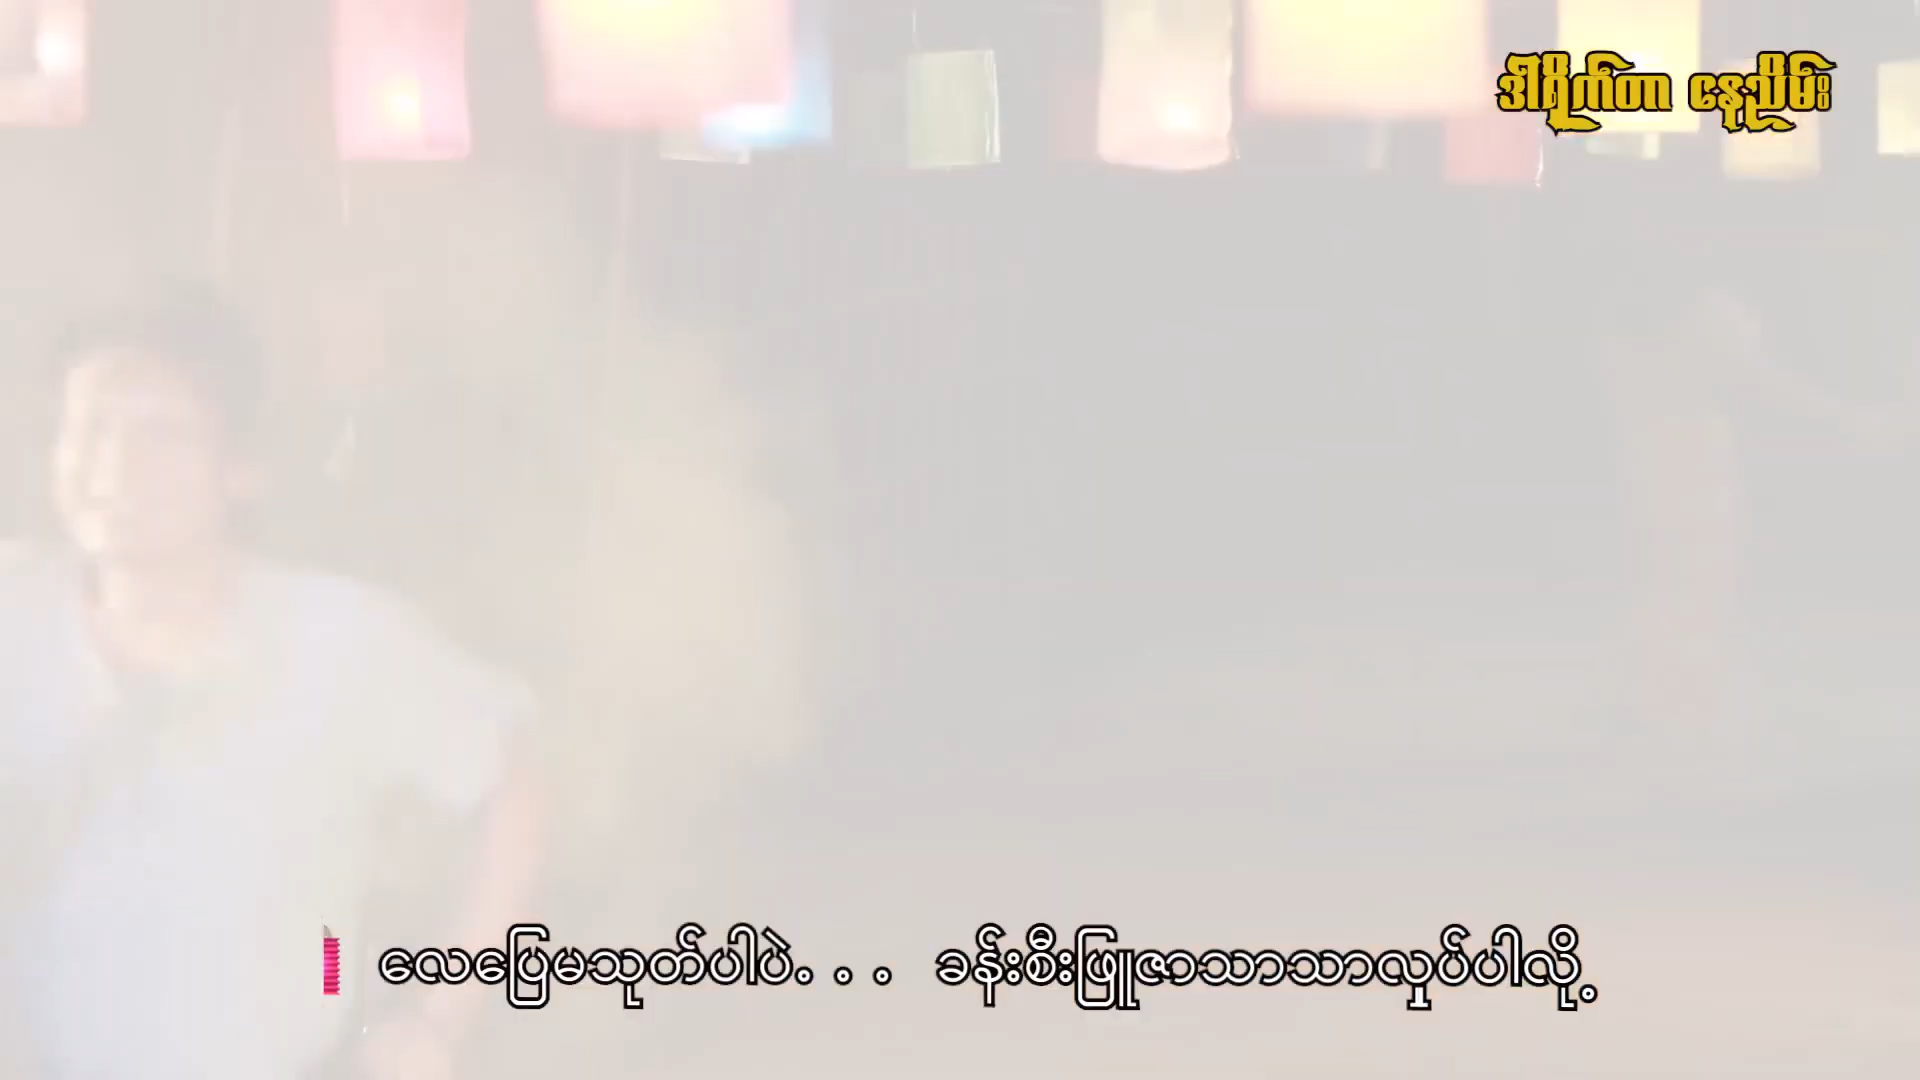 ဒါရိုက်တာ နေညိမ်း
လေပြေမသုတ်ပါပဲ. . . ခန်းစီးဖြူဇာသာသာလှုပ်ပါလို့